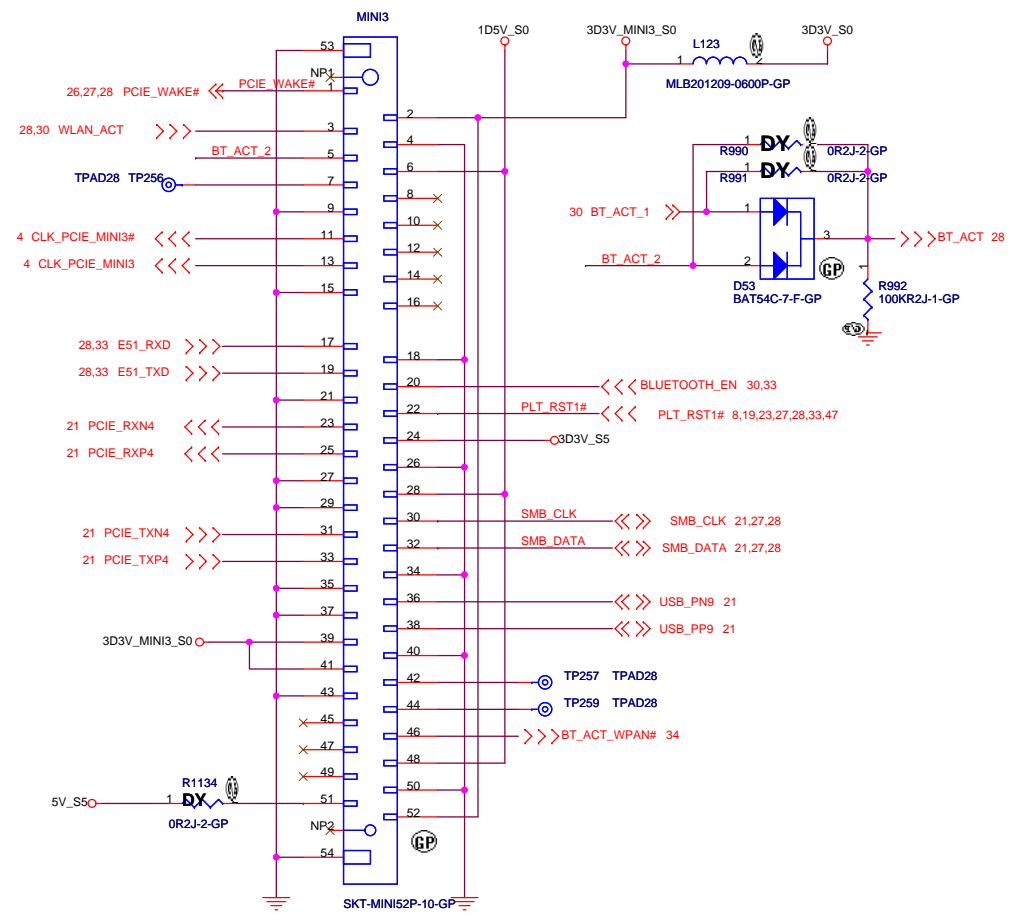 MINI3
1D5V_S0
3D3V_MINI3_S0
3D3V_S0
L123
1
2
MLB201209-0600P-GP
53
NP1
PCIE_WAKE#
26,27,28 PCIE_WAKE#
1
2
28,30 WLAN_ACT
3
4
BT_ACT_2
5
6
TPAD28 TP256
7
8
9
10
4 CLK_PCIE_MINI3#
11
12
4 CLK_PCIE_MINI3
13
14
15
16
28,33 E51_RXD
17
18
28,33 E51_TXD
19
20
BLUETOOTH_EN 30,33
21
22
PLT_RST1#
PLT_RST1# 8,19,23,27,28,33,47
21 PCIE_RXN4
23
24
3D3V_S5
21 PCIE_RXP4
25
26
27
28
29
30
SMB_CLK
SMB_CLK 21,27,28
21 PCIE_TXN4
31
32
SMB_DATA
SMB_DATA 21,27,28
21 PCIE_TXP4
33
34
35
36
USB_PN9 21
37
38
USB_PP9 21
3D3V_MINI3_S0
39
40
41
42
TP257 TPAD28
43
44
TP259 TPAD28
45
46
BT_ACT_WPAN# 34
47
48
49
50
5V_S5
1
R1134
DY
0R2J-2-GP
51
52
NP2
GP
54
SKT-MINI52P-10-GP
1
R990
DY
0R2J-2-GP
1
R991
DY
0R2J-2-GP
30 BT_ACT_1
1
BT_ACT_2
2
3
BT_ACT 28
GP
D53
BAT54C-7-F-GP
1
R992
100KR2J-1-GP